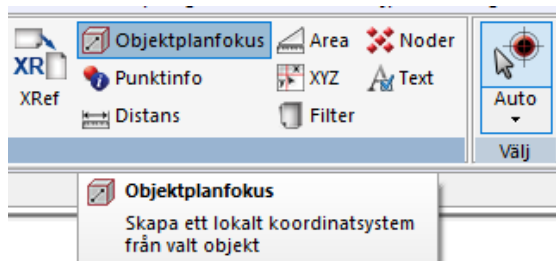 Objektplanfokus
Area
Noder
XR
Punktinfo
XYZ
Text
XRef
Distans
Filter
Auto
Välj
Objektplanfokus
Skapa ett lokalt koordinatsystem
från valt objekt